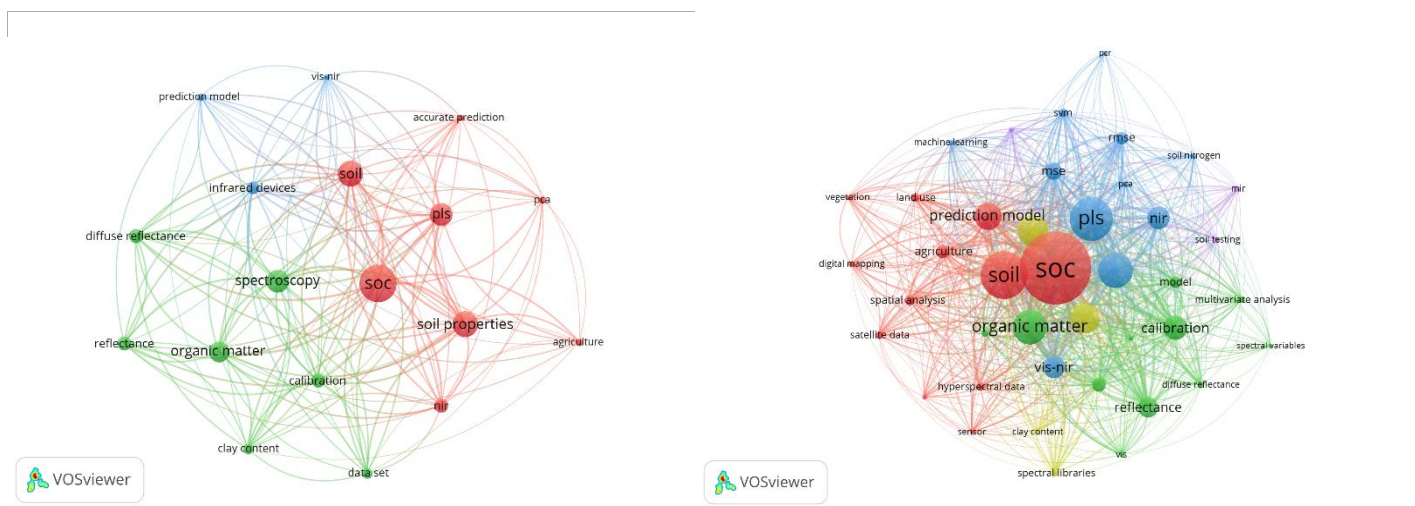 vis-nir
prediction model
accurate prediction
soil
infrared devices
pca
pls
diffuse reflectance
spectroscopy
soc
soil properties
reflectance
organic matter
agriculture
calibration
nir
clay content
data set
VOSviewer
pcr
svm
rmse
machine learning
soil nitrogen
mse
pca
mir
vegetation
land use
prediction model
pls
nir
soil testing
agriculture
digital mapping
soc
soil
model
spatial analysis
multivariate analysis
organic matter
calibration
satellite data
spectral variables
vis-nir
hyperspectral data
diffuse reflectance
reflectance
sensor
clay content
vis
spectral libraries
VOSviewer